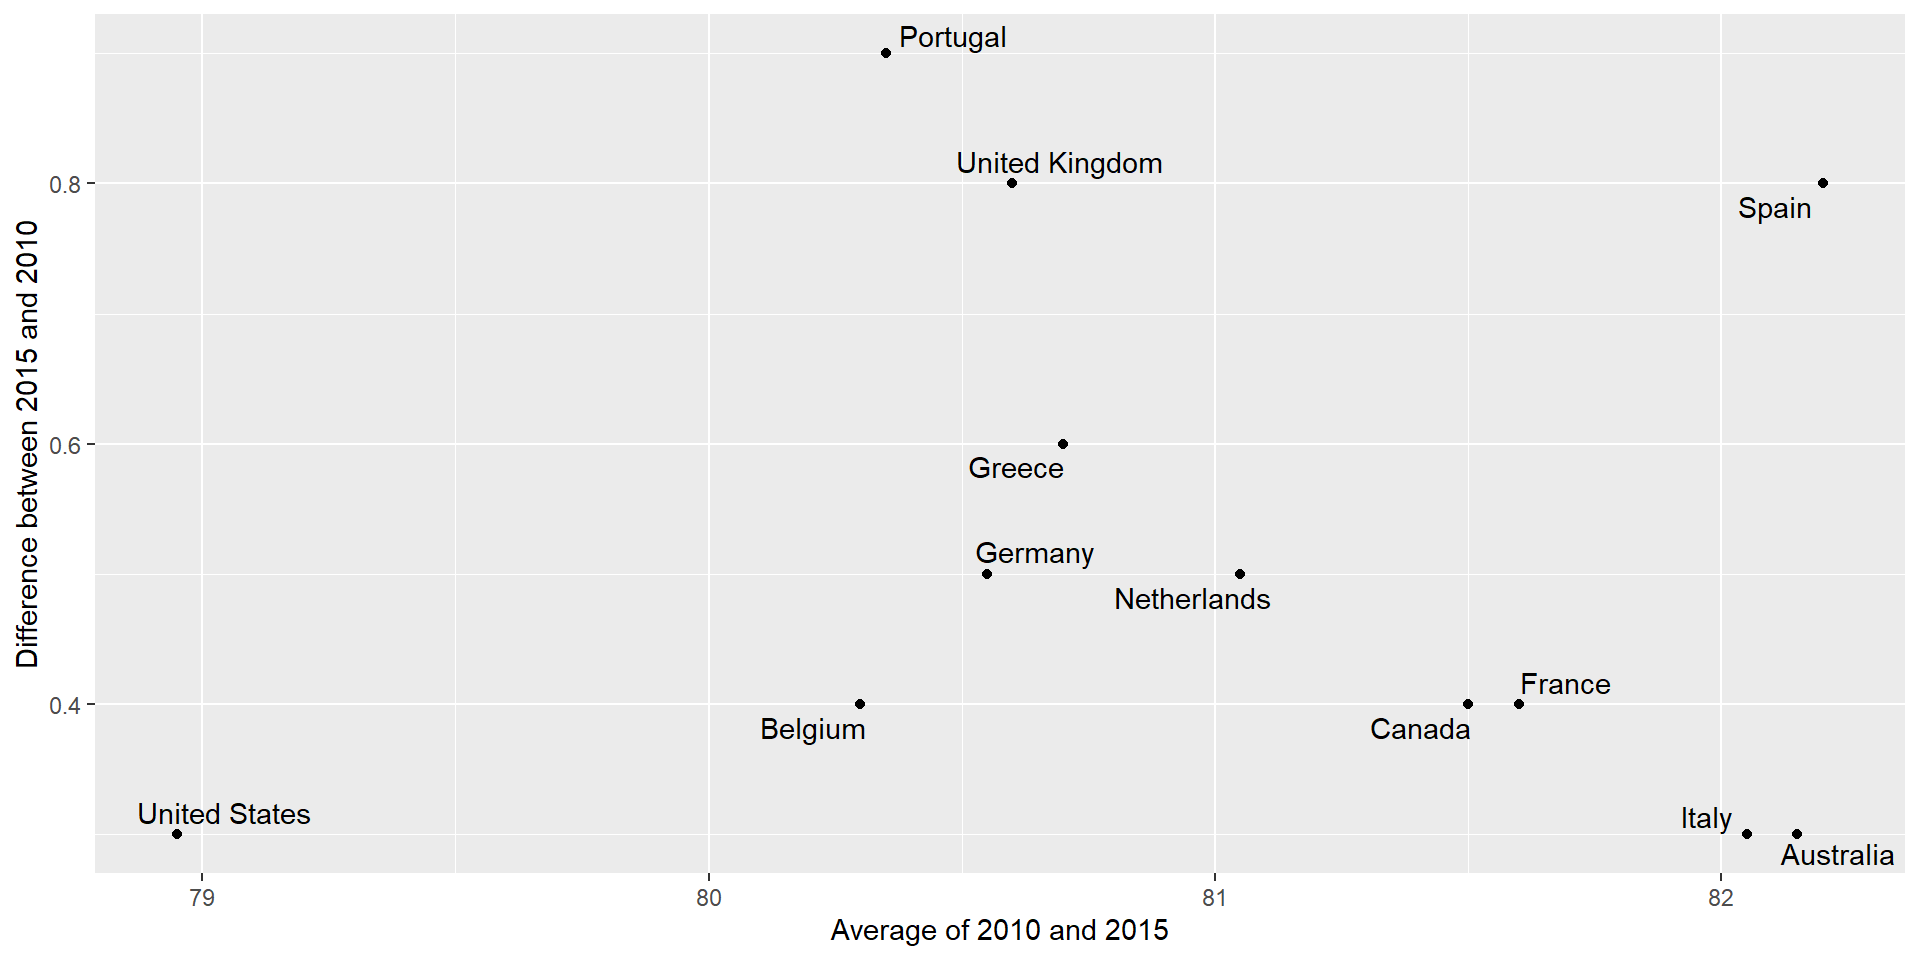 Portugal
United Kingdom
0.8
Spain
Difference between 2015 and 2010
0.6
Greece
Germany
Netherlands
France
0.4
Belgium
Canada
United States
Italy
Australia
79
80
81
82
Average of 2010 and 2015